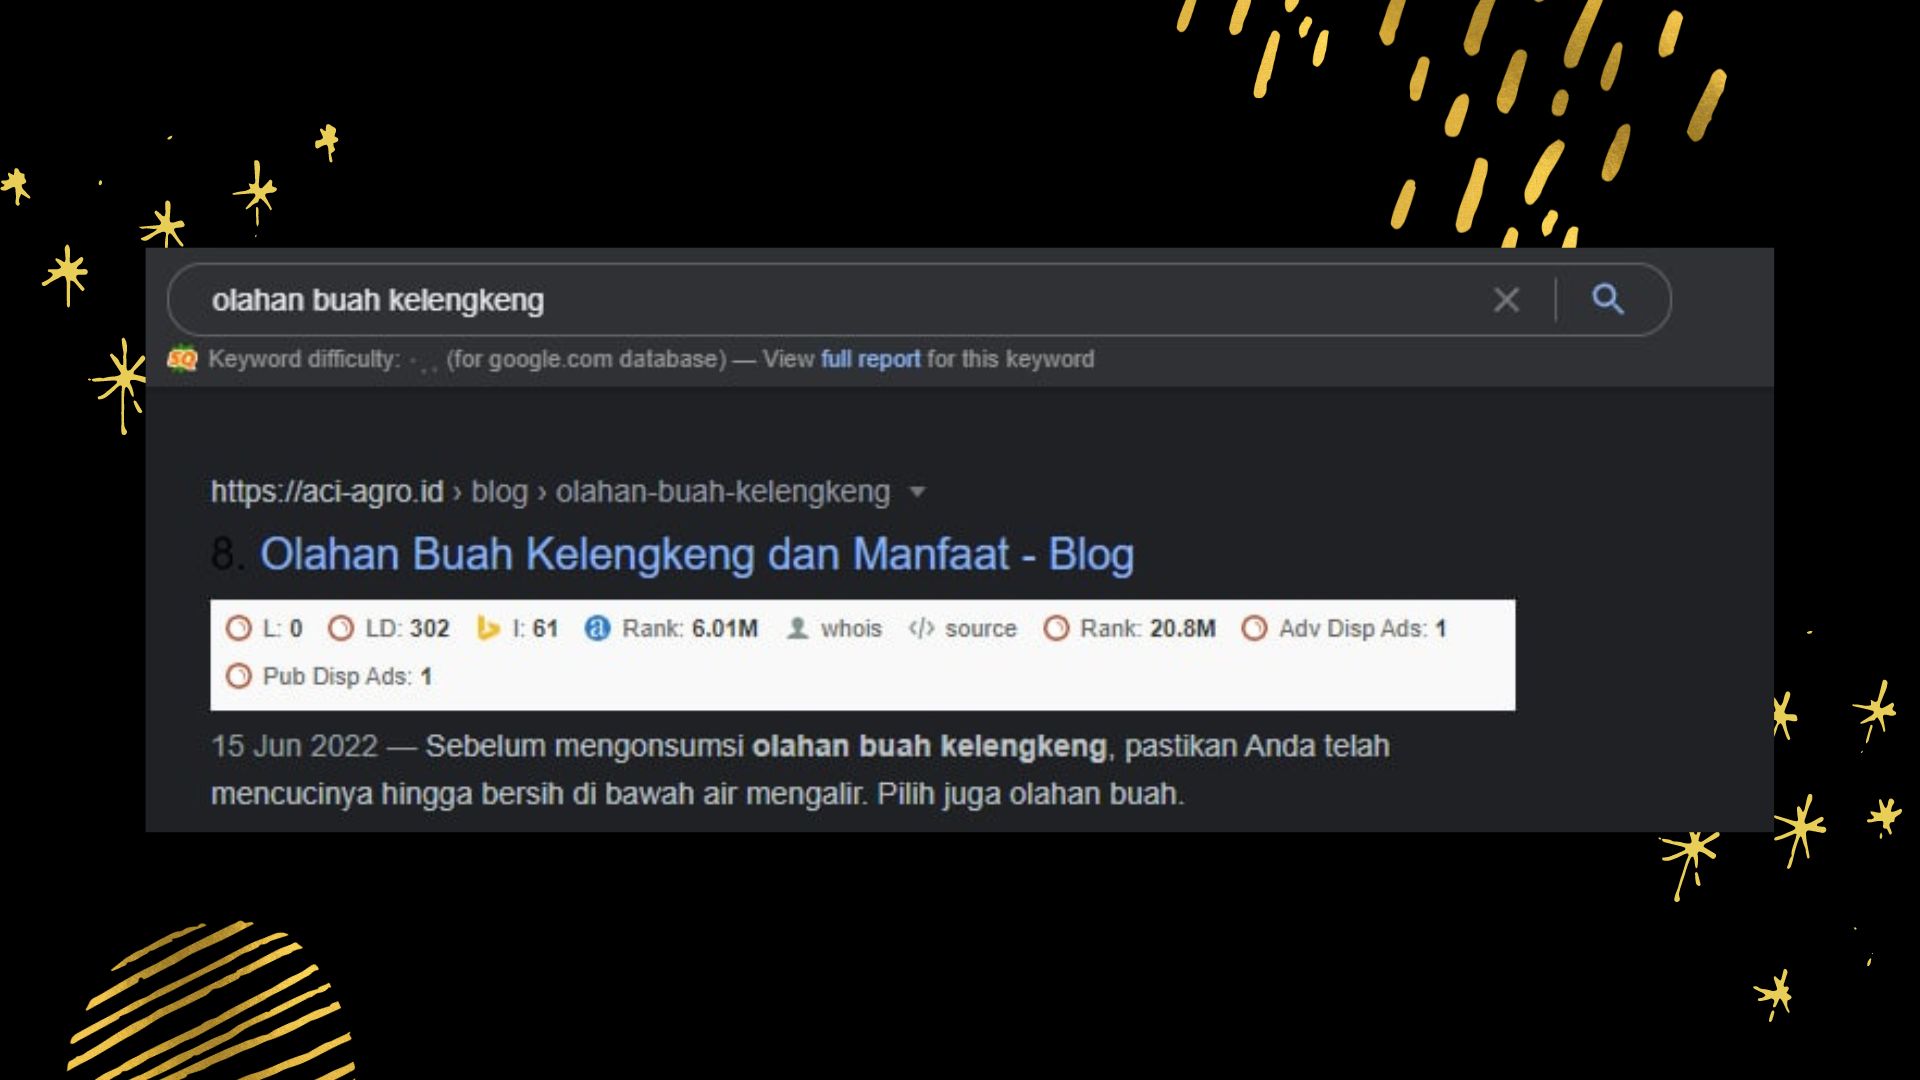 olahan buah kelengkeng
SQ Keyword difficulty: (for google.com database) — View full report for this keyword
https://aci-agro.id › blog › olahan-buah-kelengkeng
8. Olahan Buah Kelengkeng dan Manfaat - Blog
L: 0 LD: 302 I: 61 Rank: 6.01M whois </> source Rank: 20.8M Adv Disp Ads: 1
Pub Disp Ads: 1
15 Jun 2022 — Sebelum mengonsumsi olahan buah kelengkeng, pastikan Anda telah
mencucinya hingga bersih di bawah air mengalir. Pilih juga olahan buah.